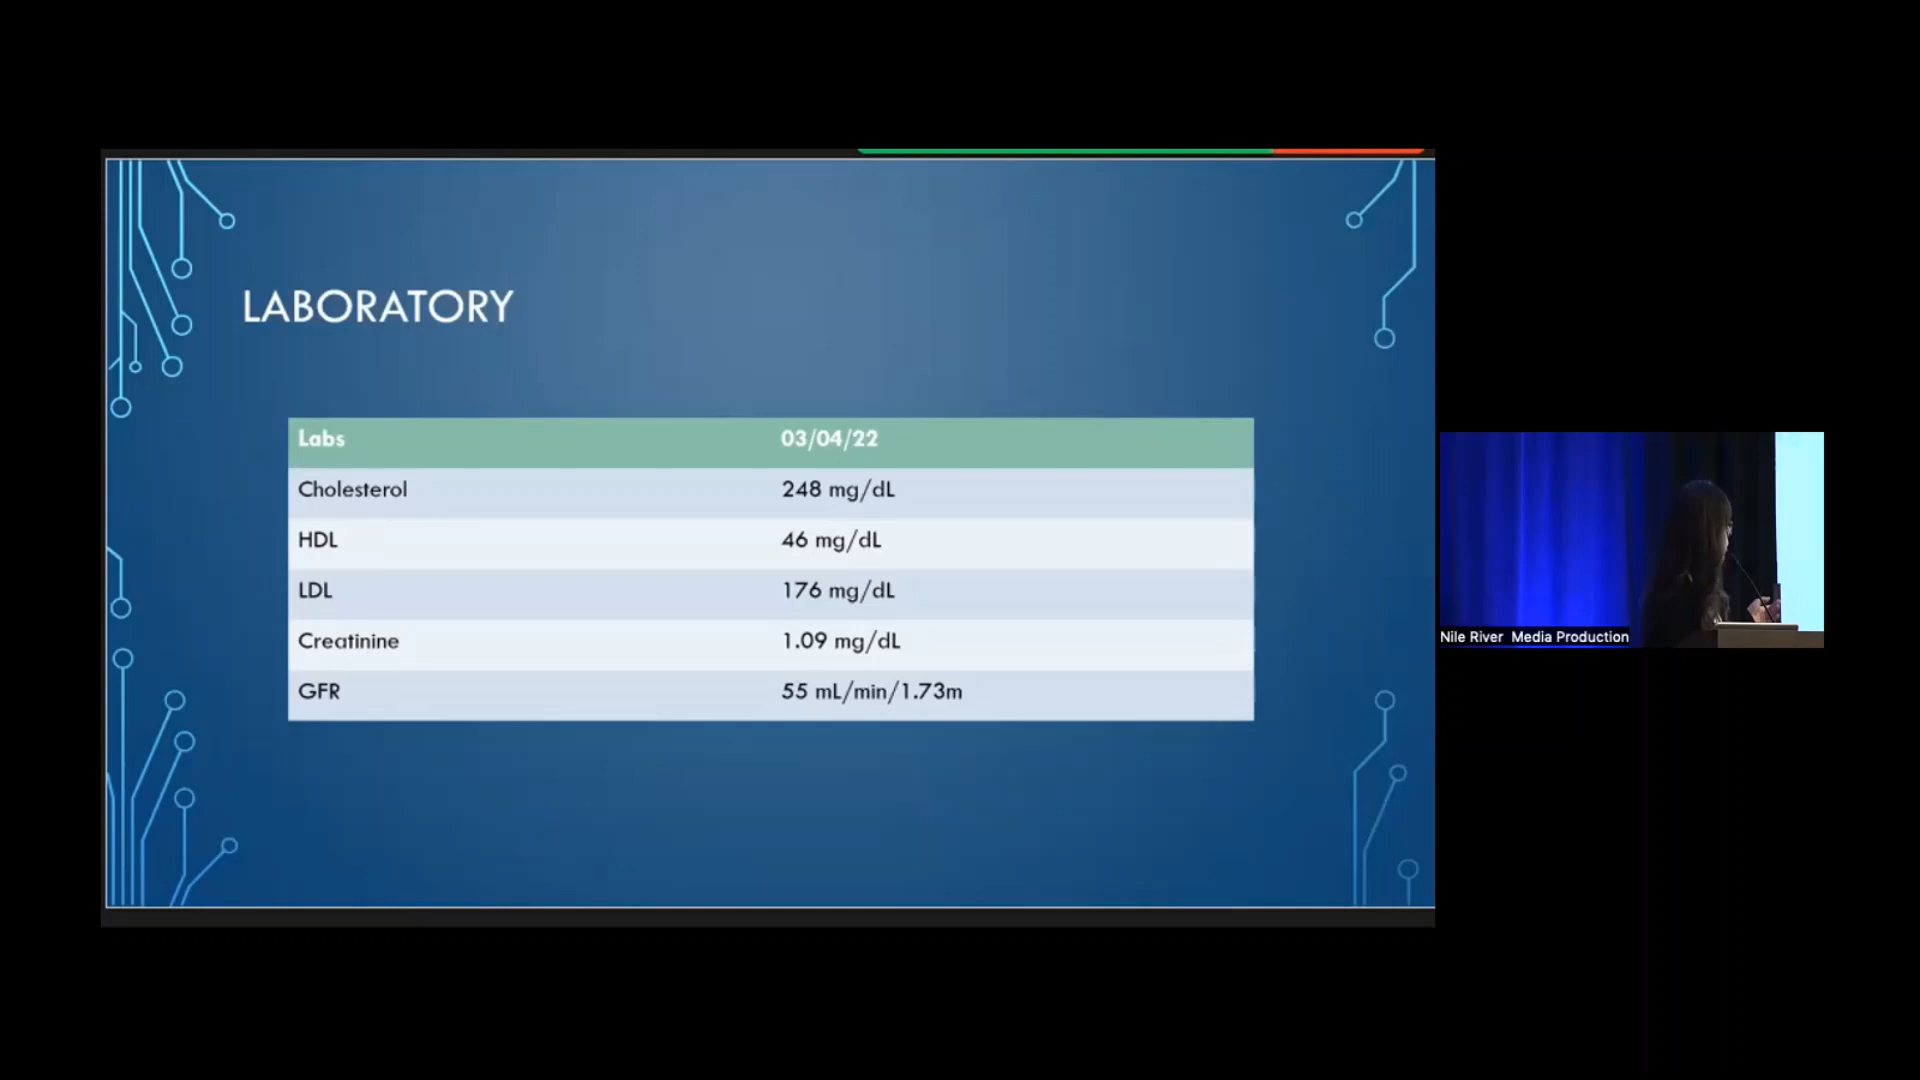 LABORATORY
Labs 03/04/22
Cholesterol 248 mg/dL
HDL 46 mg/dL
LDL 176 mg/dL
Creatinine 1.09 mg/dL
GFR 55 mL/min/1.73m
Nile River Media Production